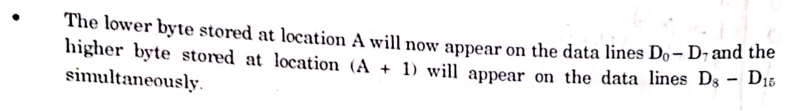 • The lower byte stored at location A will now appear on the data lines D₀ – D₇ and the
higher byte stored at location (A + 1) will appear on the data lines D₈ – D₁₅
simultaneously.